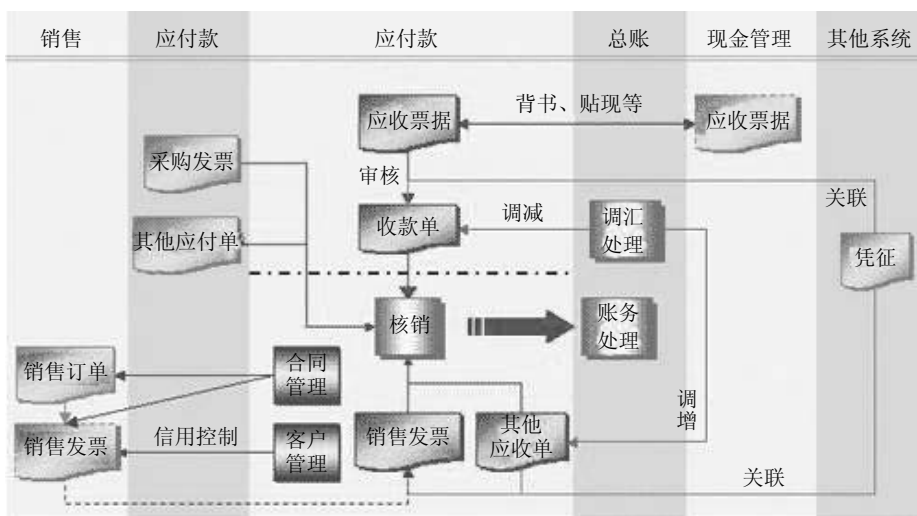 销售 应付款 应付款 总账 现金管理 其他系统
应收票据
背书、贴现等
应收票据
采购发票
审核
关联
其他应付单
收款单
调减
调汇
处理
凭征
核销
账务
处理
销售订单
合同
管理
调增
销售发票
信用控制
客户
管理
销售发票
其他
应收单
关联